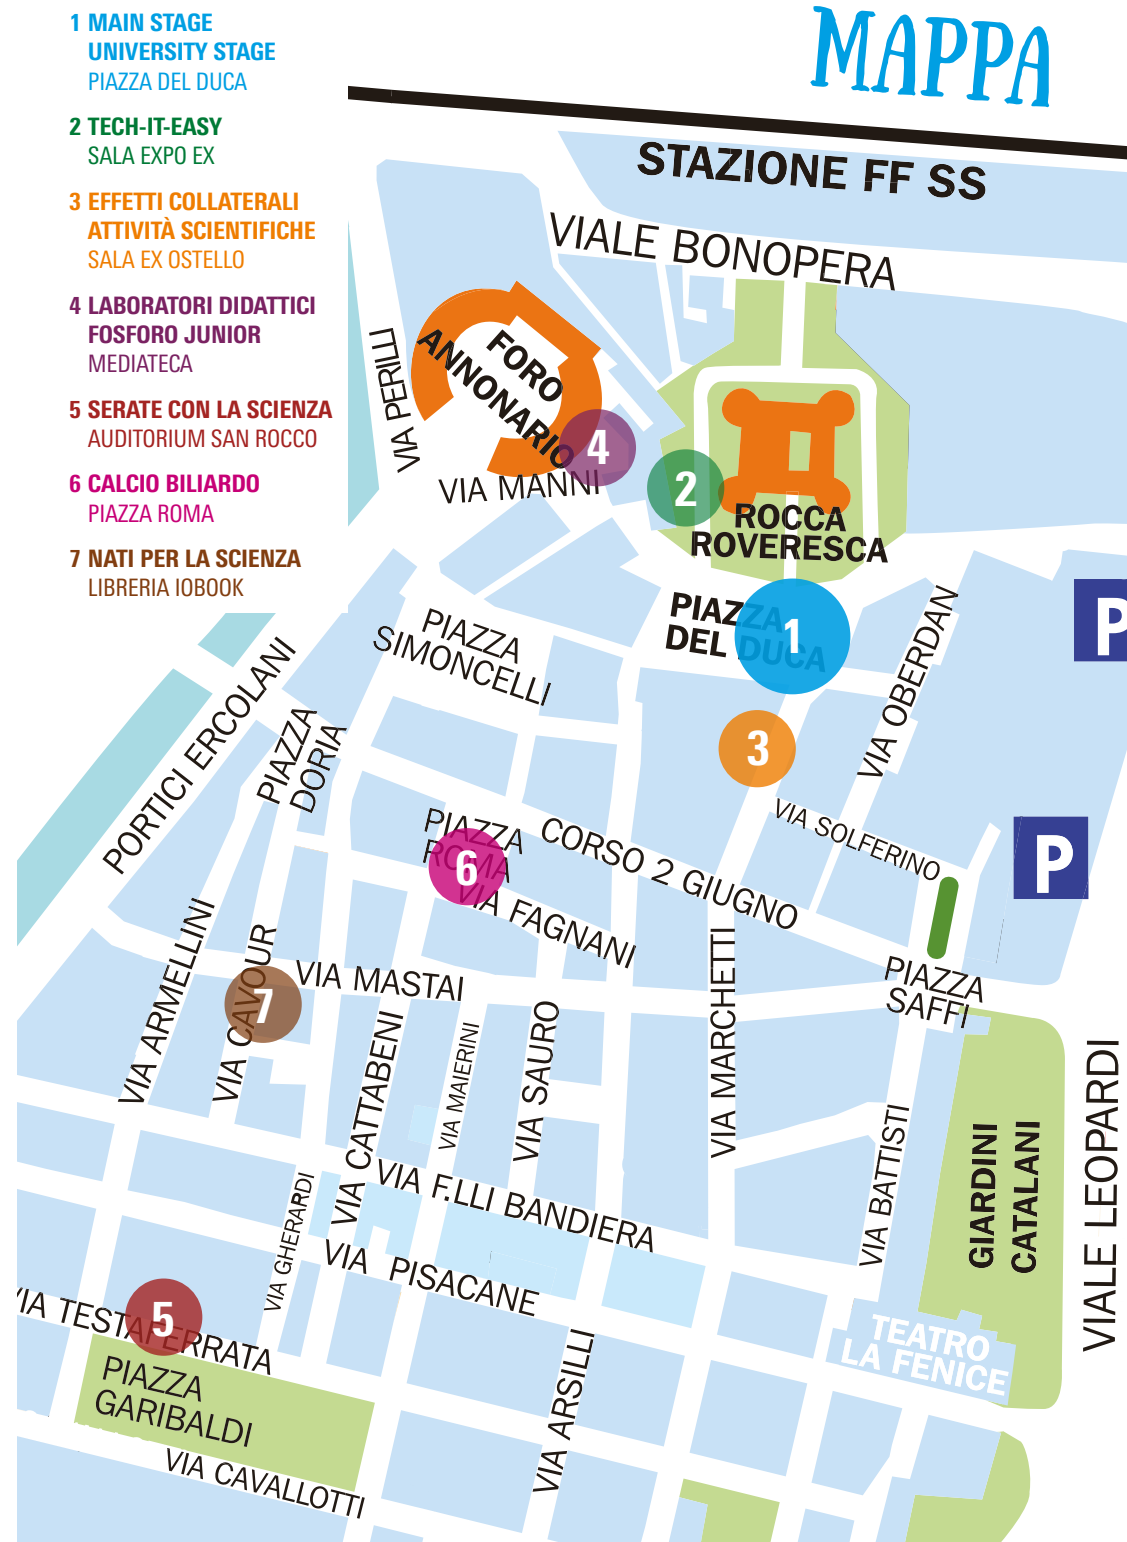 1 MAIN STAGE
UNIVERSITY STAGE
PIAZZA DEL DUCA
2 TECH-IT-EASY
SALA EXPO EX
3 EFFETTI COLLATERALI
ATTIVITÀ SCIENTIFICHE
SALA EX OSTELLO
4 LABORATORI DIDATTICI
FOSFORO JUNIOR
MEDIATECA
5 SERATE CON LA SCIENZA
AUDITORIUM SAN ROCCO
6 CALCIO BILIARDO
PIAZZA ROMA
7 NATI PER LA SCIENZA
LIBRERIA IOBOOK
MAPPA
STAZIONE FF SS
VIALE BONOPERA
VIA PERILLI
FORO
ANNONARIO
4
VIA MANNI
2
ROCCA
ROVERESCA
PIAZZA
DEL DUCA
1
P
PIAZZA
SIMONCELLI
VIA OBERDAN
PORTICI ERCOLANI
PIAZZA
DORIA
3
VIA SOLFERINO
PIAZZA
ROMA
6
CORSO 2 GIUGNO
P
VIA FAGNANI
VIA ARMELLINI
VIA CAVOUR
7
VIA MASTAI
VIA MARCHETTI
PIAZZA
SAFFI
VIA CATTABENI
VIA MAIERINI
VIA SAURO
VIA BATTISTI
GIARDINI
CATALANI
VIALE LEOPARDI
VIA GHERARDI
VIA F.LLI BANDIERA
VIA PISACANE
5
VIA TESTAFERRATA
PIAZZA
GARIBALDI
VIA CAVALLOTTI
VIA ARSILLI
TEATRO
LA FENICE